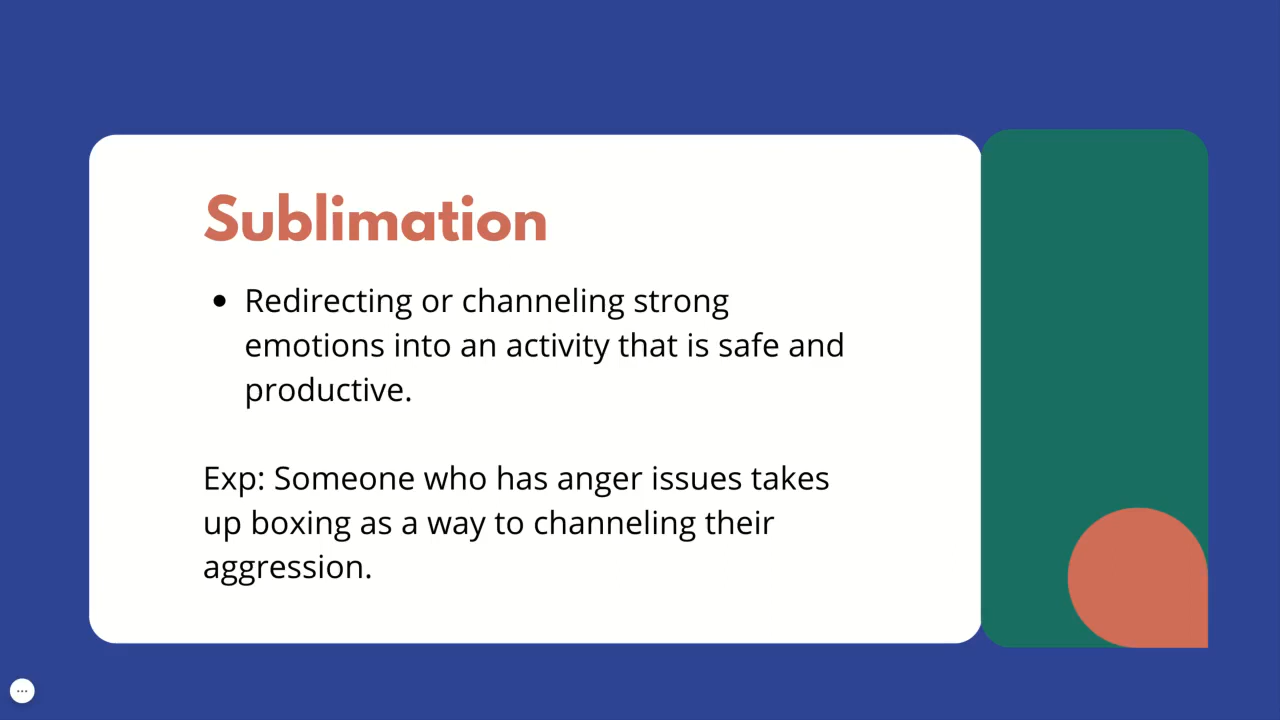 Sublimation
• Redirecting or channeling strong
emotions into an activity that is safe and
productive.
Exp: Someone who has anger issues takes
up boxing as a way to channeling their
aggression.